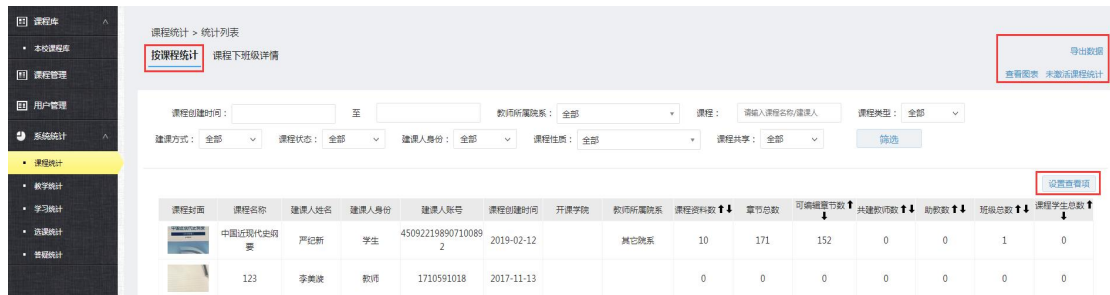 课程库
本校课程库
课程管理
用户管理
系统统计
课程统计
教学统计
学习统计
选课统计
答疑统计
课程统计 > 统计列表
按课程统计 课程下班级详情
导出数据
查看图表 未激活课程统计
课程创建时间： 至 教师所属院系： 全部 课程： 请输入课程名称/建课人 课程类型： 全部
建课方式： 全部 课程状态： 全部 建课人身份： 全部 课程性质： 全部 课程共享： 全部 筛选
设置查看项
课程封面 课程名称 建课人姓名 建课人身份 建课人账号 课程创建时间 开课学院 教师所属院系 课程资料数⬆⬇ 章节总数 可编辑章节数⬆⬇ 共建教师数⬆⬇ 助教数⬆⬇ 班级总数⬆⬇ 课程学生总数⬆⬇
中国近现代史纲要 严纪新 学生 450922198907100892 2019-02-12 其它院系 10 171 152 0 0 1 0
123 李美漩 教师 1710591018 2017-11-13 0 0 0 0 0 0 0